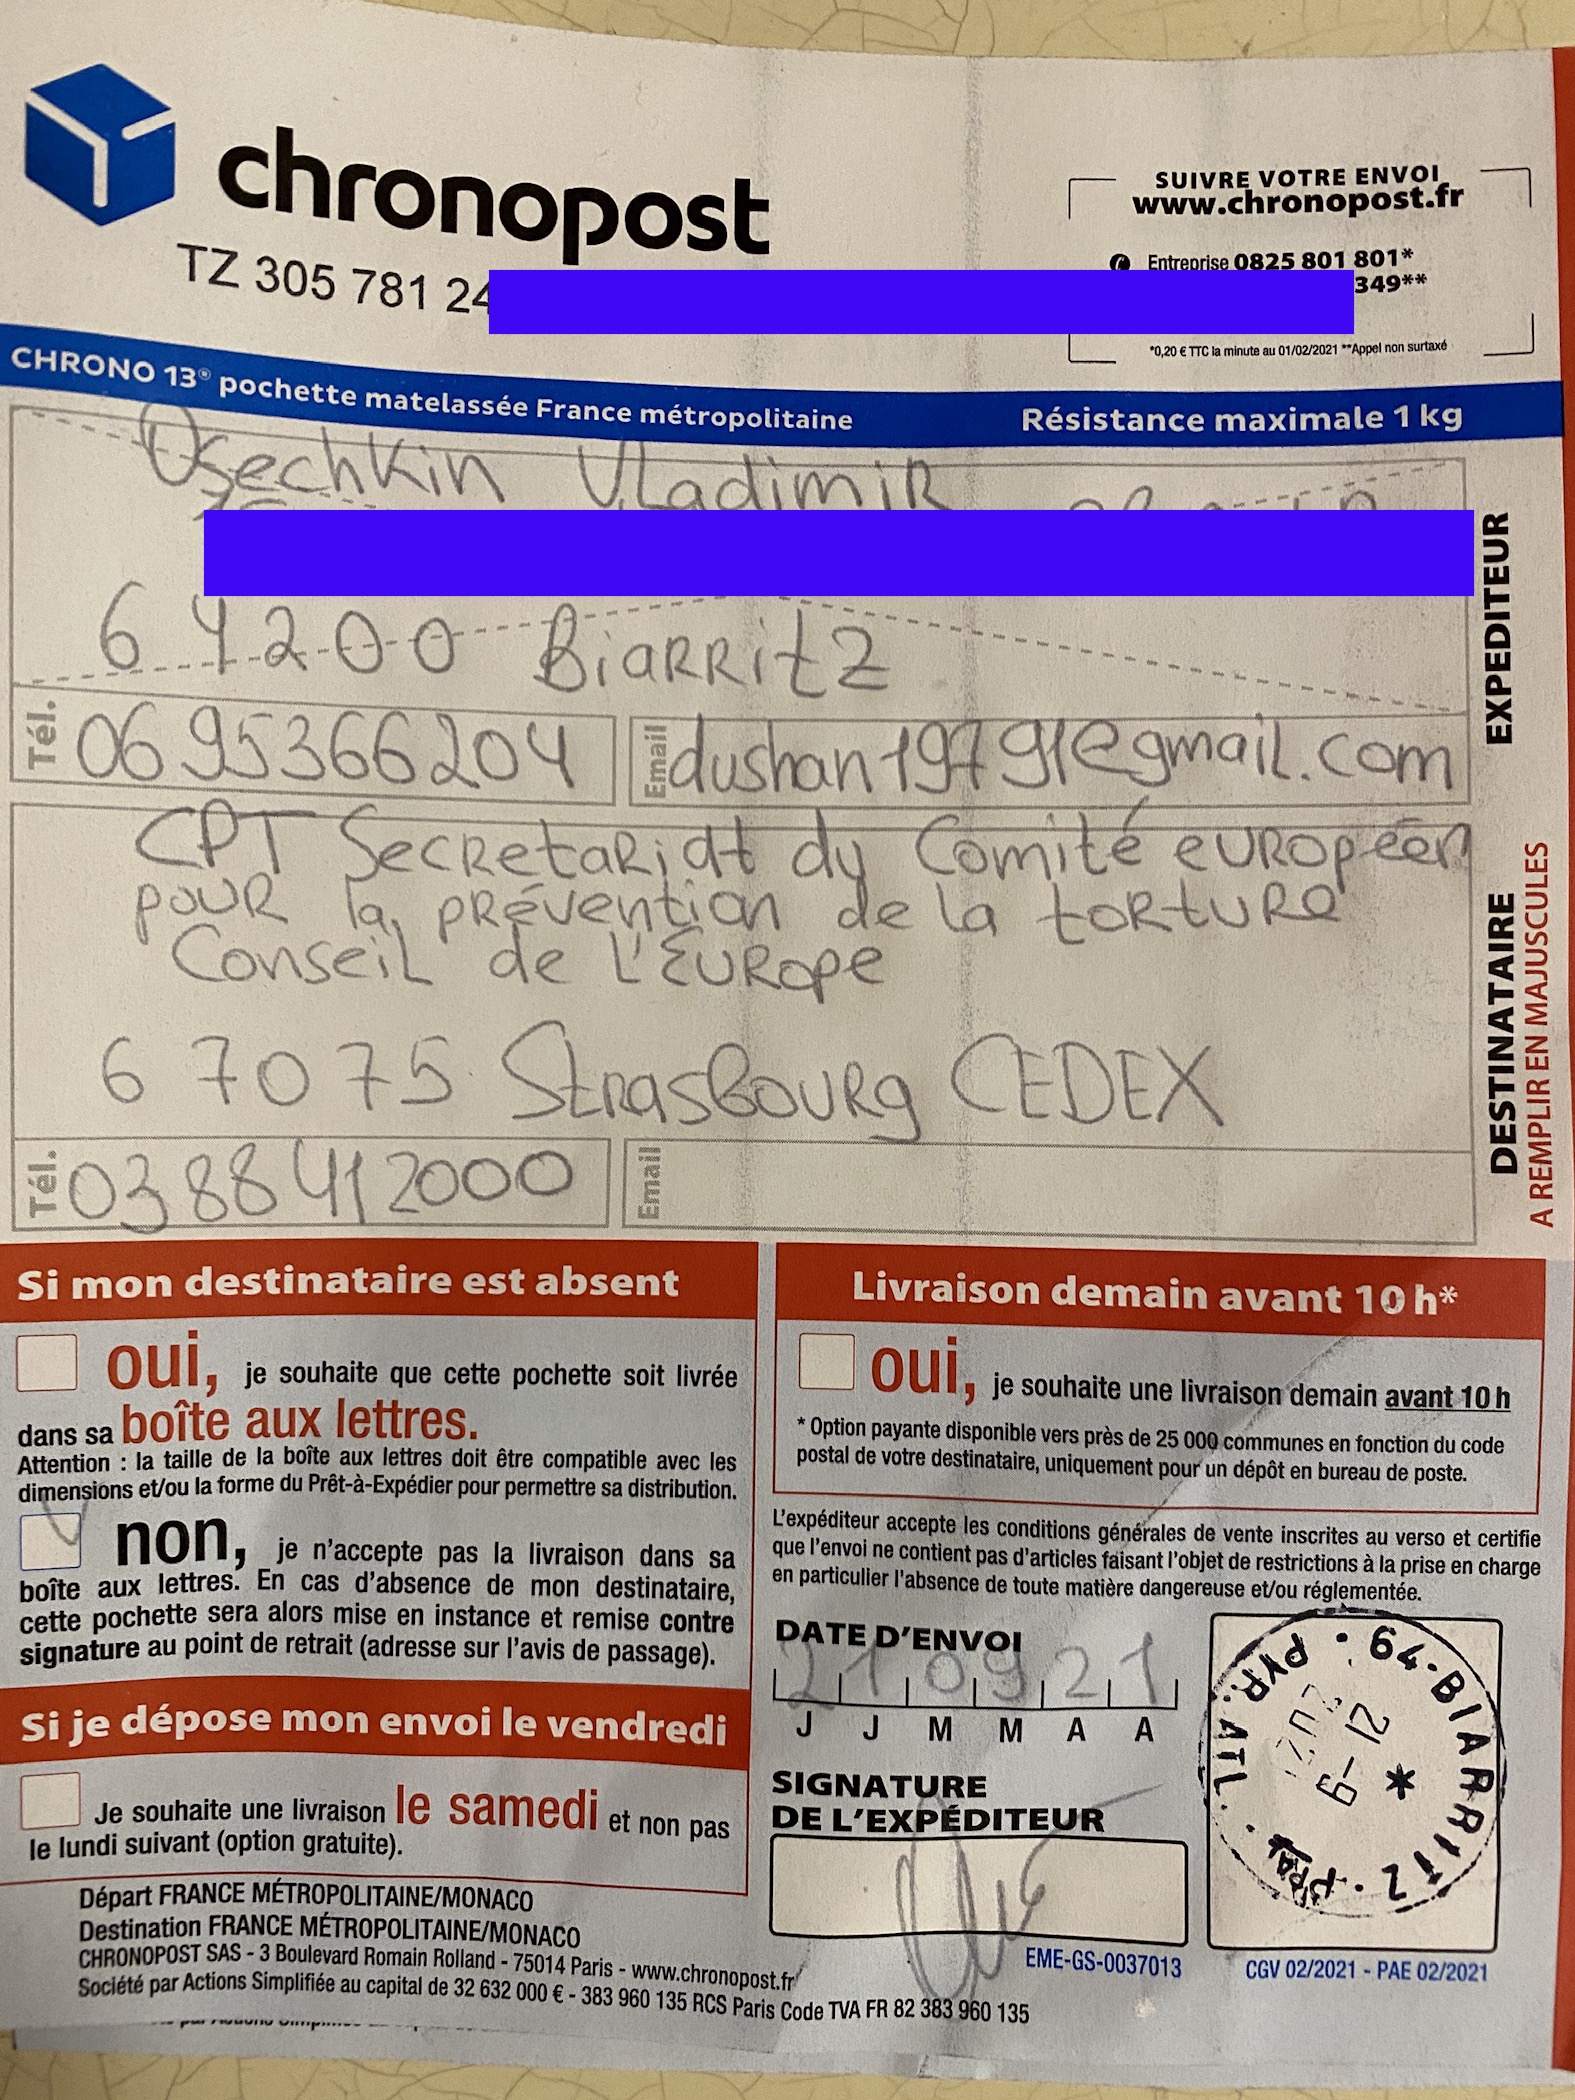 chronopost
TZ 305 781 24
SUIVRE VOTRE ENVOI
www.chronopost.fr
Entreprise 0825 801 801*
349**
*0,20 € TTC la minute au 01/02/2021 **Appel non surtaxé
CHRONO 13® pochette matelassée France métropolitaine
Résistance maximale 1 kg
Osechkin Vladimir
64200 Biarritz
EXPEDITEUR
Tél. 0695366204
Email dushan19791@gmail.com
CPT Secretariat du Comité européen
pour la prévention de la torture
Conseil de l'Europe
67075 Strasbourg CEDEX
Tél. 0388412000
Email
DESTINATAIRE
A REMPLIR EN MAJUSCULES
Si mon destinataire est absent
oui, je souhaite que cette pochette soit livrée
dans sa boîte aux lettres.
Attention : la taille de la boîte aux lettres doit être compatible avec les
dimensions et/ou la forme du Prêt-à-Expédier pour permettre sa distribution.
non, je n'accepte pas la livraison dans sa
boîte aux lettres. En cas d'absence de mon destinataire,
cette pochette sera alors mise en instance et remise contre
signature au point de retrait (adresse sur l'avis de passage).
Si je dépose mon envoi le vendredi
Je souhaite une livraison le samedi et non pas
le lundi suivant (option gratuite).
Livraison demain avant 10 h*
oui, je souhaite une livraison demain avant 10 h
* Option payante disponible vers près de 25 000 communes en fonction du code
postal de votre destinataire, uniquement pour un dépôt en bureau de poste.
L'expéditeur accepte les conditions générales de vente inscrites au verso et certifie
que l'envoi ne contient pas d'articles faisant l'objet de restrictions à la prise en charge
en particulier l'absence de toute matière dangereuse et/ou réglementée.
DATE D'ENVOI
210921
J J M M A A
SIGNATURE
DE L'EXPÉDITEUR
64-BIARRITZ
PYR. ATL.
21 -9
EME-GS-0037013
CGV 02/2021 - PAE 02/2021
Départ FRANCE MÉTROPOLITAINE/MONACO
Destination FRANCE MÉTROPOLITAINE/MONACO
CHRONOPOST SAS - 3 Boulevard Romain Rolland - 75014 Paris - www.chronopost.fr
Société par Actions Simplifiée au capital de 32 632 000 € - 383 960 135 RCS Paris Code TVA FR 82 383 960 135